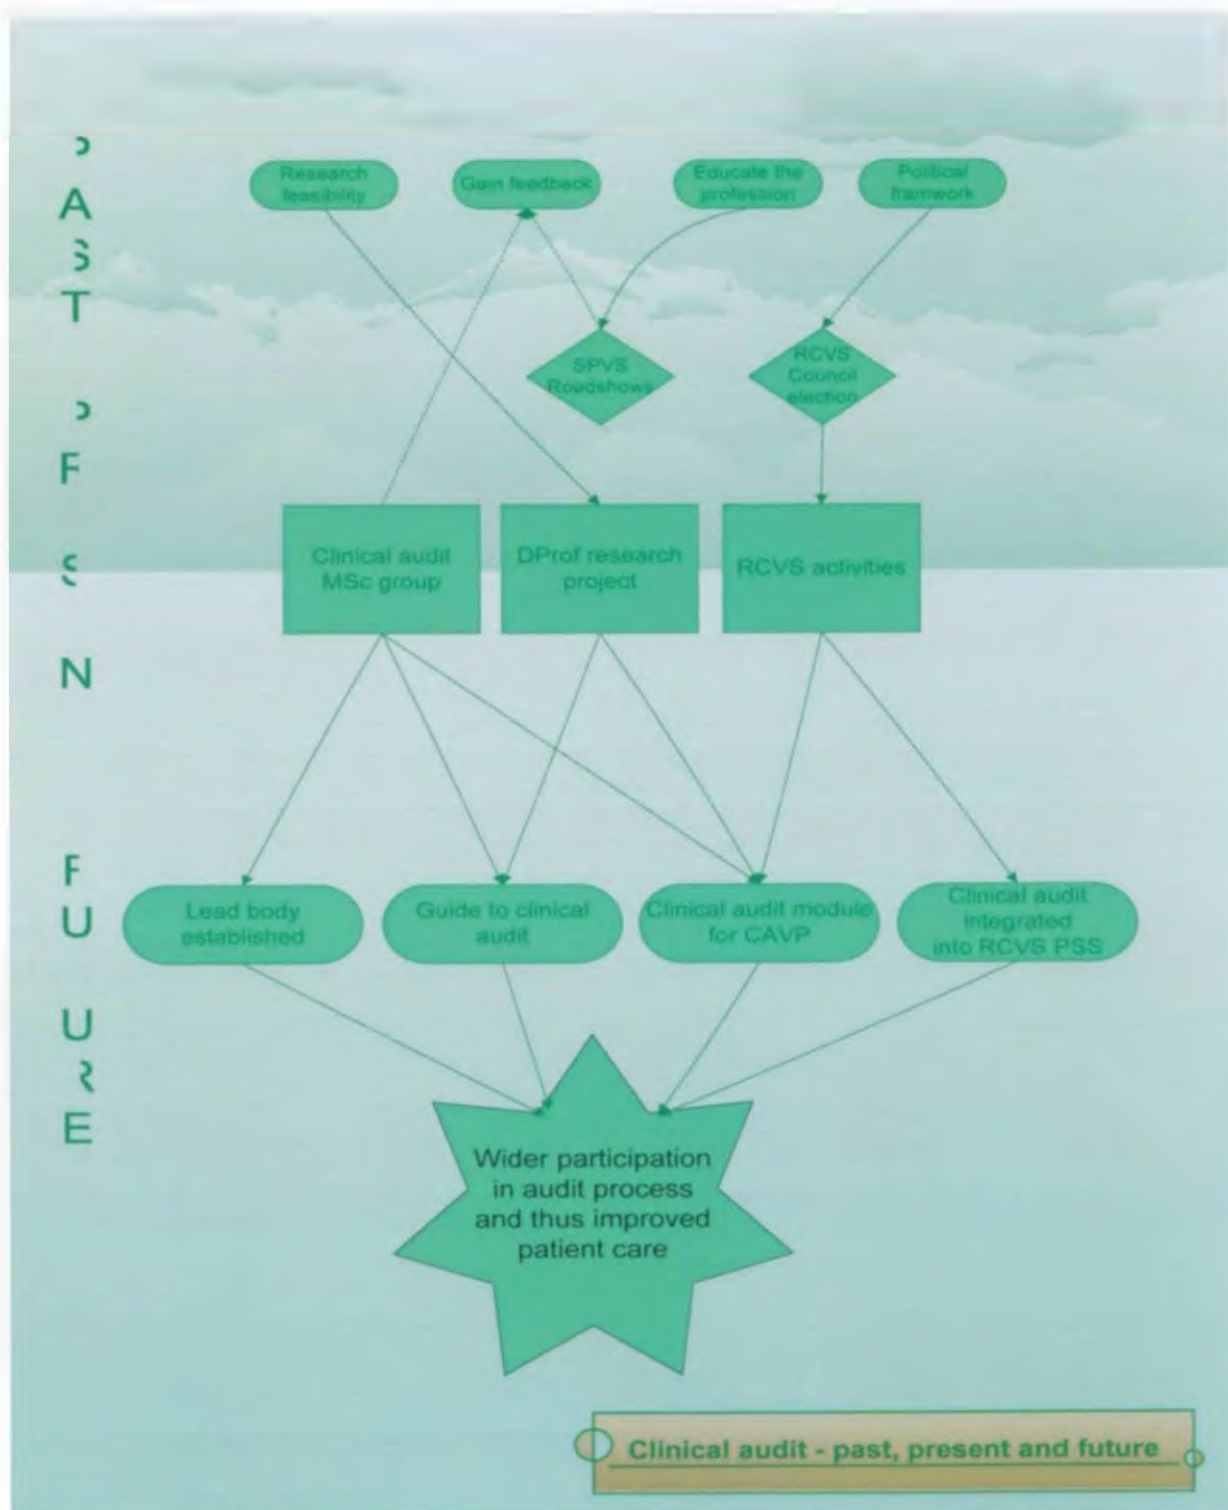 P
A
S
T
P
R
S
N
F
U
U
R
E
Research
feasibility
Gain feedback
Educate the
profession
Political
framwork
SPVS
Roadshows
RCVS
Council
election
Clinical audit
MSc group
DProf research
project
RCVS activities
Lead body
established
Guide to clinical
audit
Clinical audit module
for CAVP
Clinical audit
integrated
into RCVS PSS
Wider participation
in audit process
and thus improved
patient care
Clinical audit - past, present and future